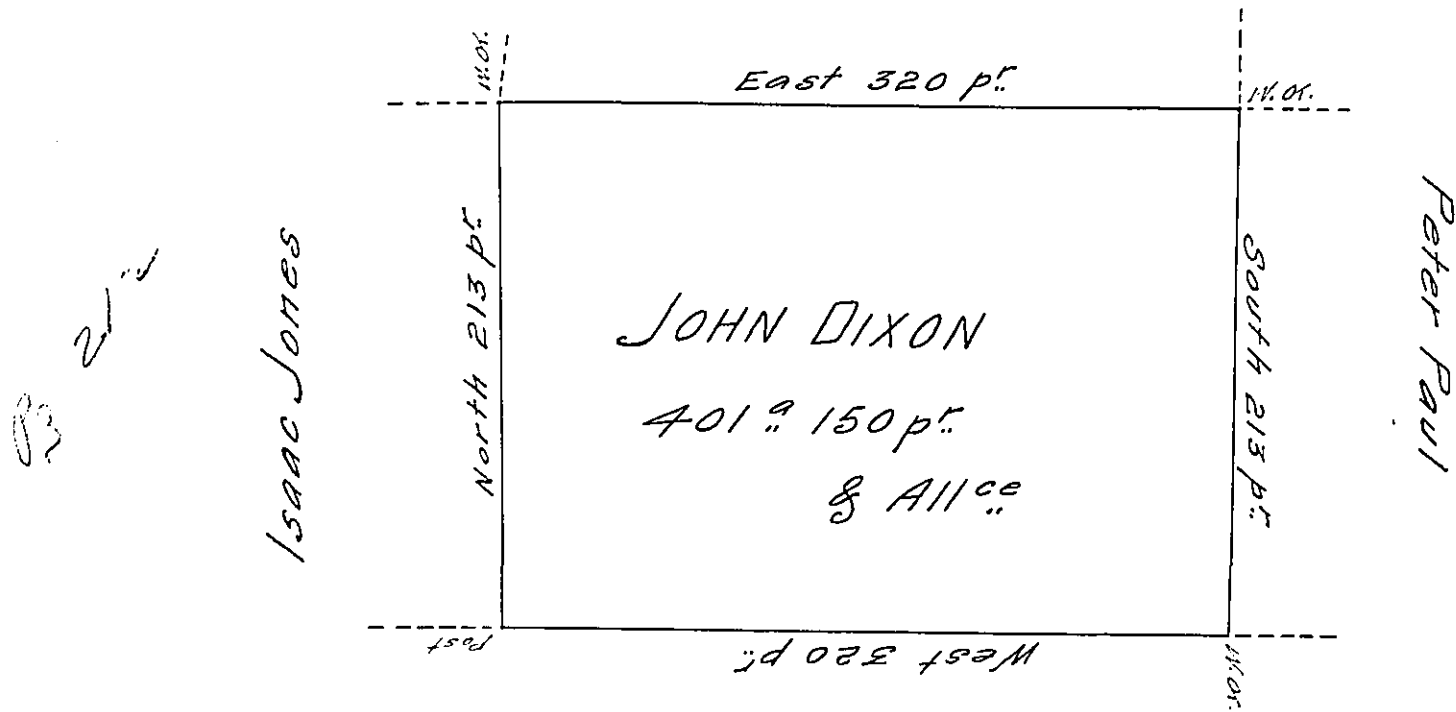 W.O.
East 320 pr.
W.O.
Isaac Jones
North 213 pr.
JOHN DIXON
401 a 150 pr.
& Allce
South 213 pr.
Peter Paul
Post
West 320 pr.
W.O.